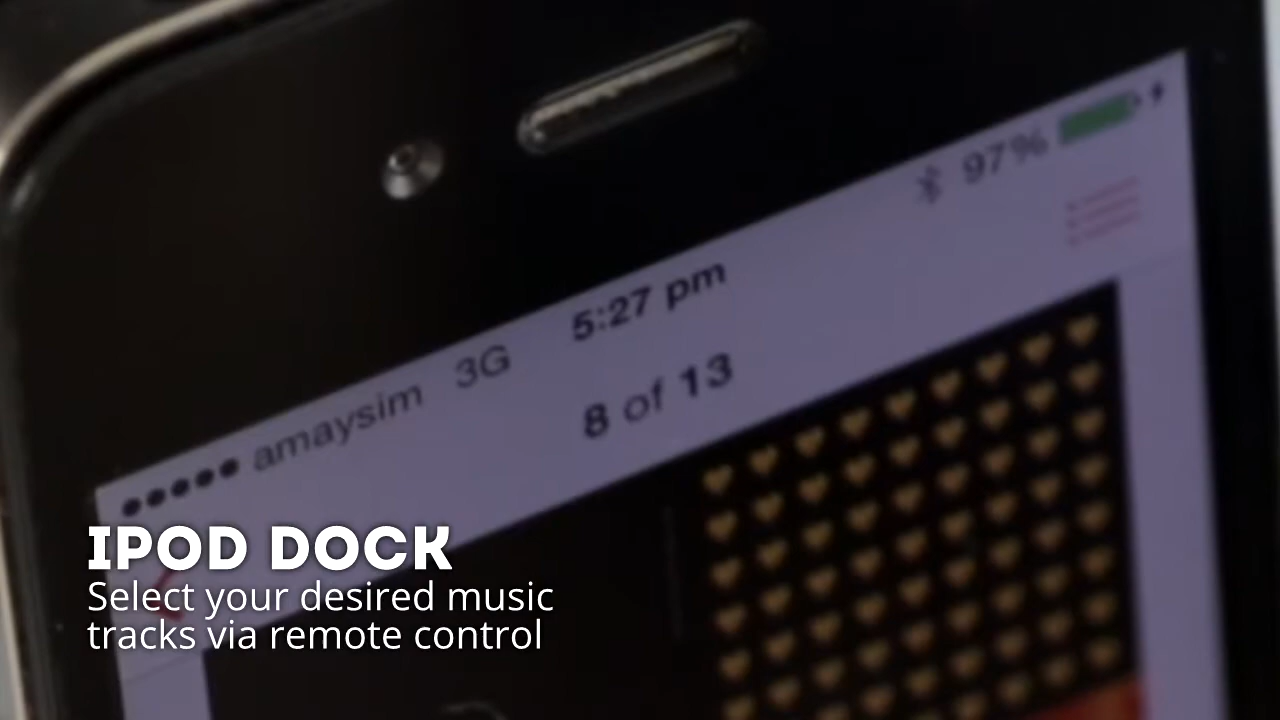 97%
5:27 pm
amaysim 3G
8 of 13
IPOD DOCK
Select your desired music
tracks via remote control